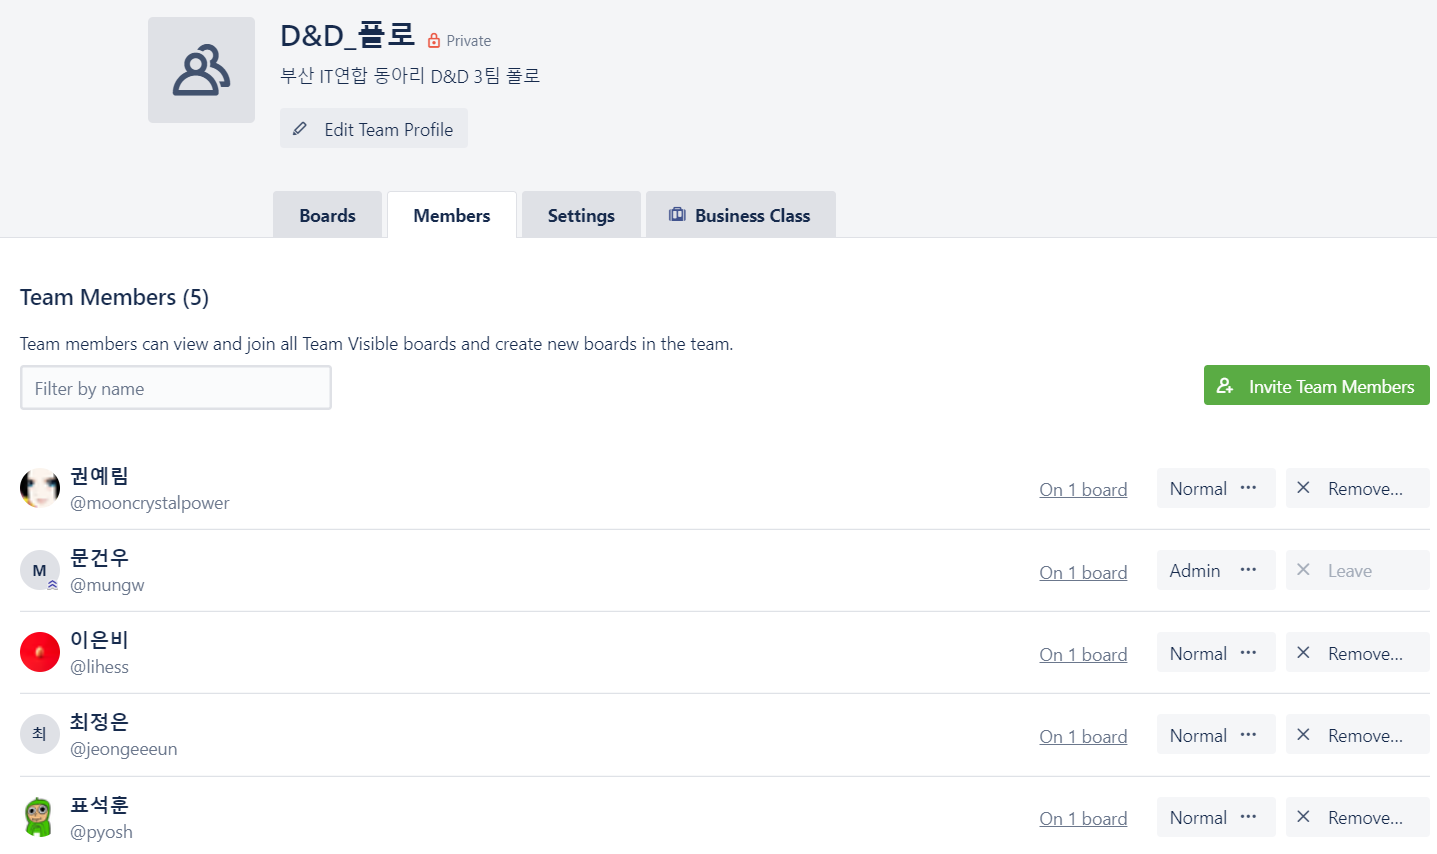 D&D_플로 Private
부산 IT연합 동아리 D&D 3팀 폴로
Edit Team Profile
Boards Members Settings Business Class
Team Members (5)
Team members can view and join all Team Visible boards and create new boards in the team.
Filter by name
Invite Team Members
권예림
@mooncrystalpower
On 1 board Normal ··· Remove...
M
문건우
@mungw
On 1 board Admin ··· Leave
이은비
@lihess
On 1 board Normal ··· Remove...
최
최정은
@jeongeeeun
On 1 board Normal ··· Remove...
표석훈
@pyosh
On 1 board Normal ··· Remove...